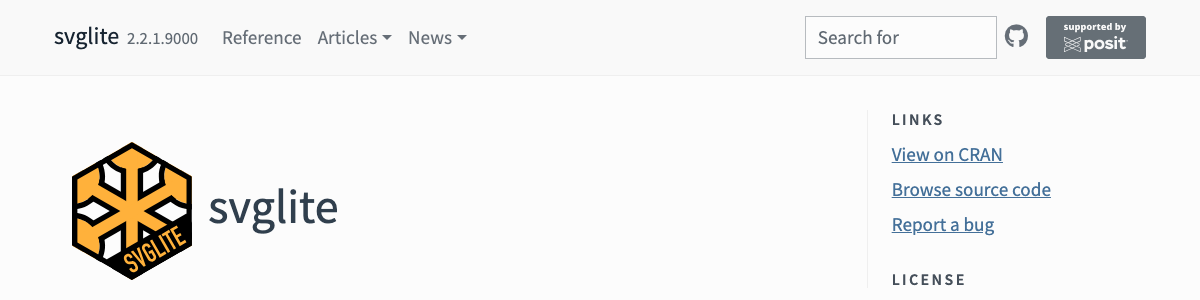 svglite 2.2.1.9000 Reference Articles News Search for supported by posit
LINKS
View on CRAN
Browse source code
svglite
Report a bug
SVGLITE
LICENSE